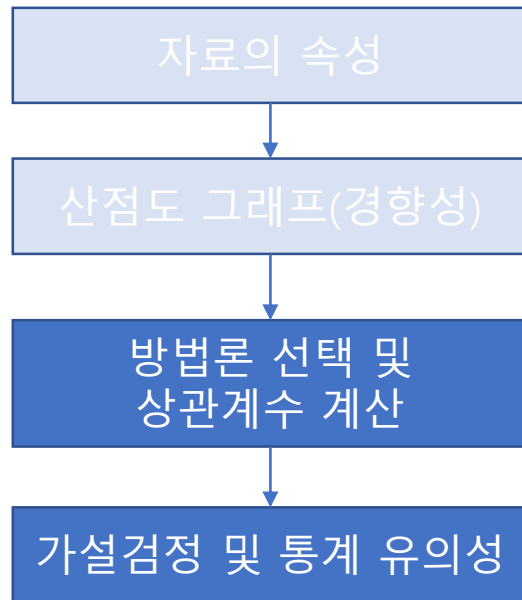 자료의 속성
산점도 그래프(경향성)
방법론 선택 및
상관계수 계산
가설검정 및 통계 유의성